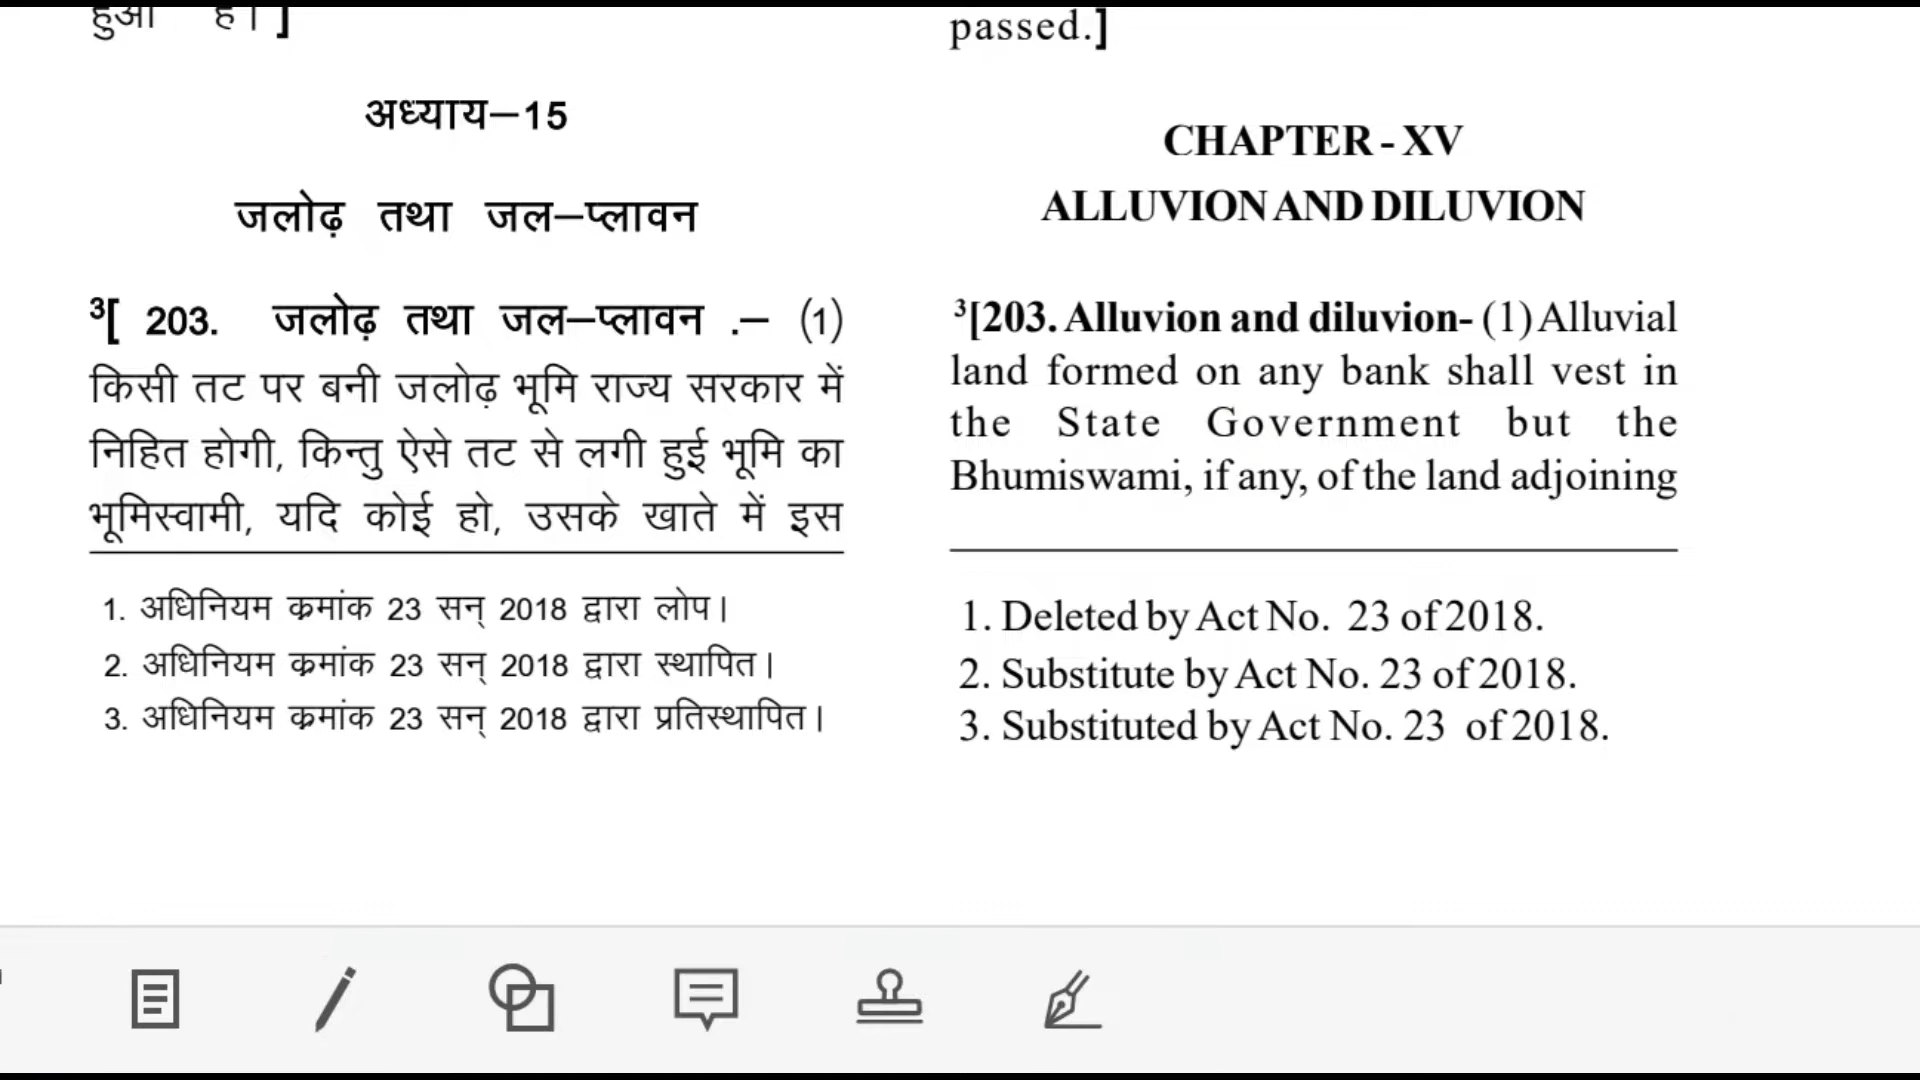 हुआ है।]
अध्याय–15
जलोढ़ तथा जल–प्लावन
3[ 203. जलोढ़ तथा जल–प्लावन .– (1)
किसी तट पर बनी जलोढ़ भूमि राज्य सरकार में
निहित होगी, किन्तु ऐसे तट से लगी हुई भूमि का
भूमिस्वामी, यदि कोई हो, उसके खाते में इस
1. अधिनियम क्रमांक 23 सन् 2018 द्वारा लोप।
2. अधिनियम क्रमांक 23 सन् 2018 द्वारा स्थापित।
3. अधिनियम क्रमांक 23 सन् 2018 द्वारा प्रतिस्थापित।
passed.]
CHAPTER - XV
ALLUVION AND DILUVION
3[203. Alluvion and diluvion- (1) Alluvial
land formed on any bank shall vest in
the State Government but the
Bhumiswami, if any, of the land adjoining
1. Deleted by Act No. 23 of 2018.
2. Substitute by Act No. 23 of 2018.
3. Substituted by Act No. 23 of 2018.